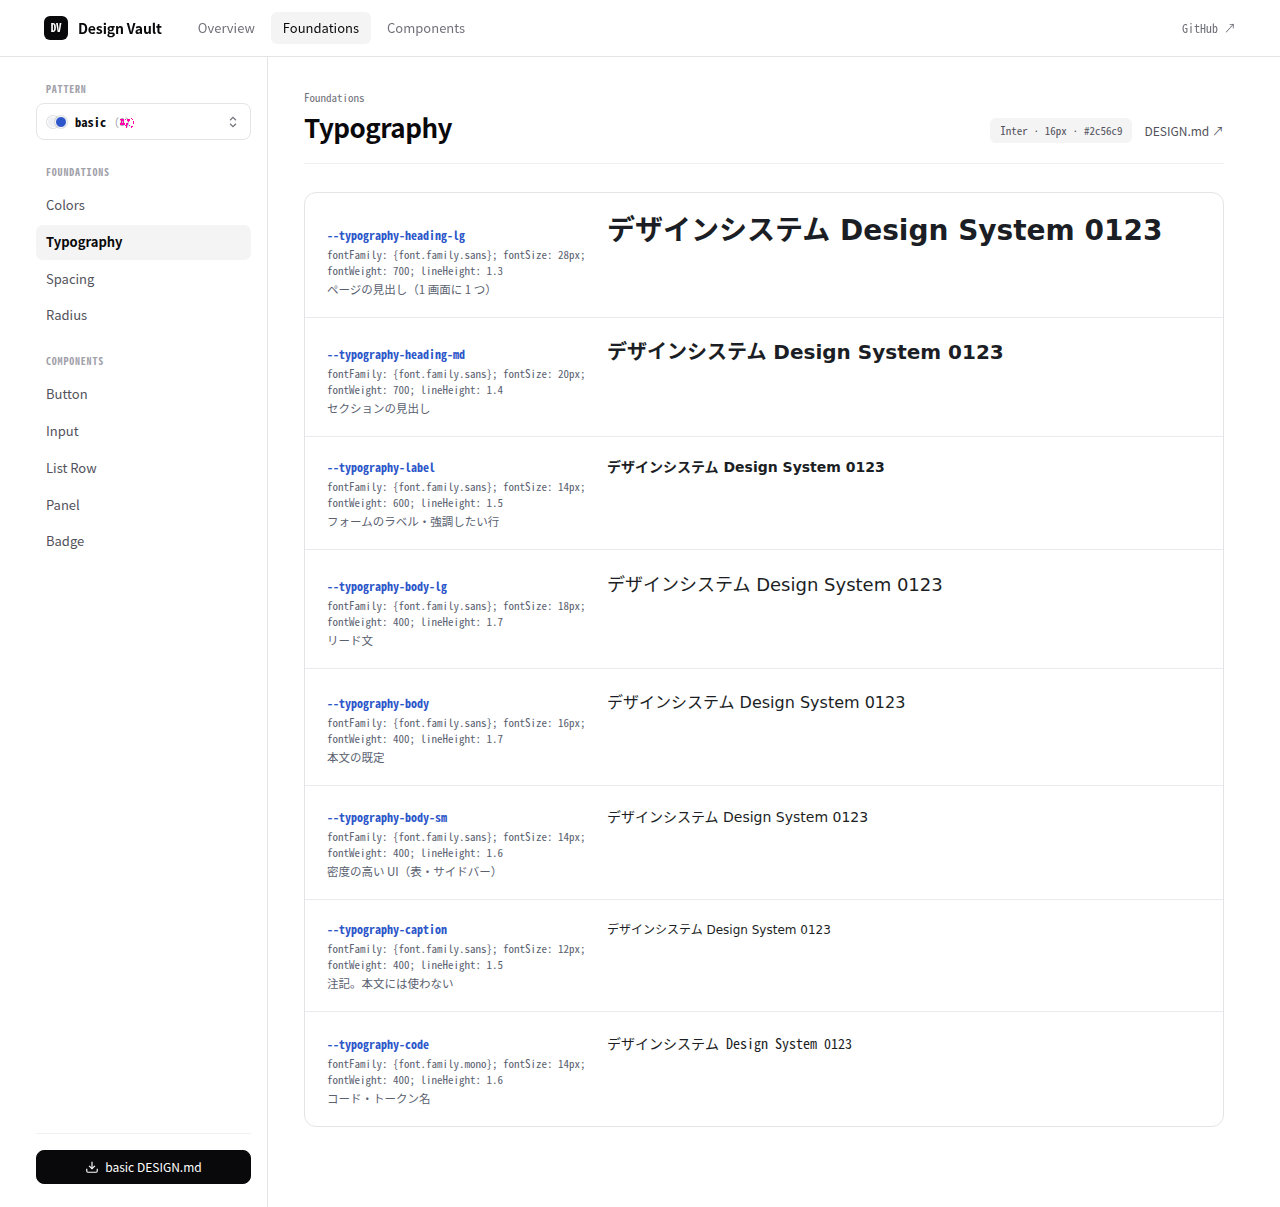 DV Design Vault Overview Foundations Components GitHub ↗
PATTERN
basic
FOUNDATIONS
Colors
Typography
Spacing
Radius
COMPONENTS
Button
Input
List Row
Panel
Badge
basic DESIGN.md
Foundations
Typography
Inter · 16px · #2c56c9 DESIGN.md ↗
--typography-heading-lg
fontFamily: {font.family.sans}; fontSize: 28px;
fontWeight: 700; lineHeight: 1.3
ページの見出し（1 画面に 1 つ）
デザインシステム Design System 0123
--typography-heading-md
fontFamily: {font.family.sans}; fontSize: 20px;
fontWeight: 700; lineHeight: 1.4
セクションの見出し
デザインシステム Design System 0123
--typography-label
fontFamily: {font.family.sans}; fontSize: 14px;
fontWeight: 600; lineHeight: 1.5
フォームのラベル・強調したい行
デザインシステム Design System 0123
--typography-body-lg
fontFamily: {font.family.sans}; fontSize: 18px;
fontWeight: 400; lineHeight: 1.7
リード文
デザインシステム Design System 0123
--typography-body
fontFamily: {font.family.sans}; fontSize: 16px;
fontWeight: 400; lineHeight: 1.7
本文の既定
デザインシステム Design System 0123
--typography-body-sm
fontFamily: {font.family.sans}; fontSize: 14px;
fontWeight: 400; lineHeight: 1.6
密度の高い UI（表・サイドバー）
デザインシステム Design System 0123
--typography-caption
fontFamily: {font.family.sans}; fontSize: 12px;
fontWeight: 400; lineHeight: 1.5
注記。本文には使わない
デザインシステム Design System 0123
--typography-code
fontFamily: {font.family.mono}; fontSize: 14px;
fontWeight: 400; lineHeight: 1.6
コード・トークン名
デザインシステム Design System 0123